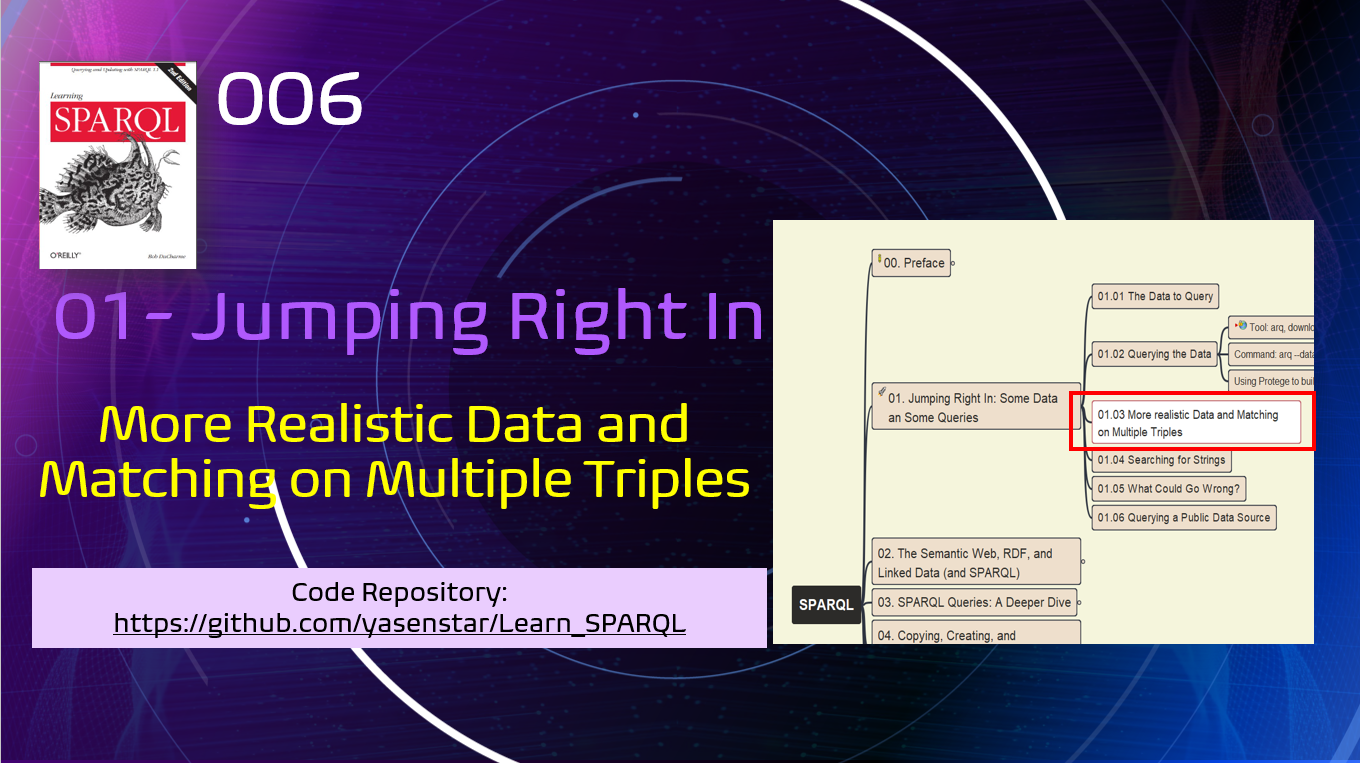 Querying and Updating with SPARQL 1.1
2nd Edition
Learning
SPARQL
O'REILLY
Bob DuCharme
006
01- Jumping Right In
More Realistic Data and
Matching on Multiple Triples
Code Repository:
https://github.com/yasenstar/Learn_SPARQL
SPARQL
00. Preface
01. Jumping Right In: Some Data
an Some Queries
01.01 The Data to Query
01.02 Querying the Data
Tool: arq, downlo
Command: arq --data
Using Protege to buil
01.03 More realistic Data and Matching
on Multiple Triples
01.04 Searching for Strings
01.05 What Could Go Wrong?
01.06 Querying a Public Data Source
02. The Semantic Web, RDF, and
Linked Data (and SPARQL)
03. SPARQL Queries: A Deeper Dive
04. Copying, Creating, and